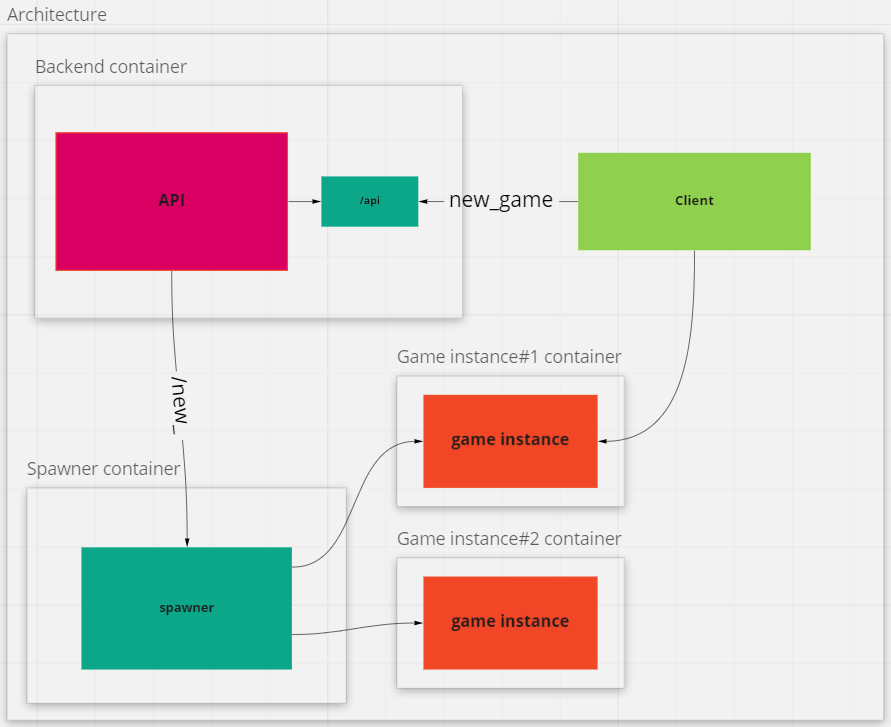 Architecture
Backend container
API
/api
new_game
Client
/new_
Game instance#1 container
game instance
Spawner container
spawner
Game instance#2 container
game instance